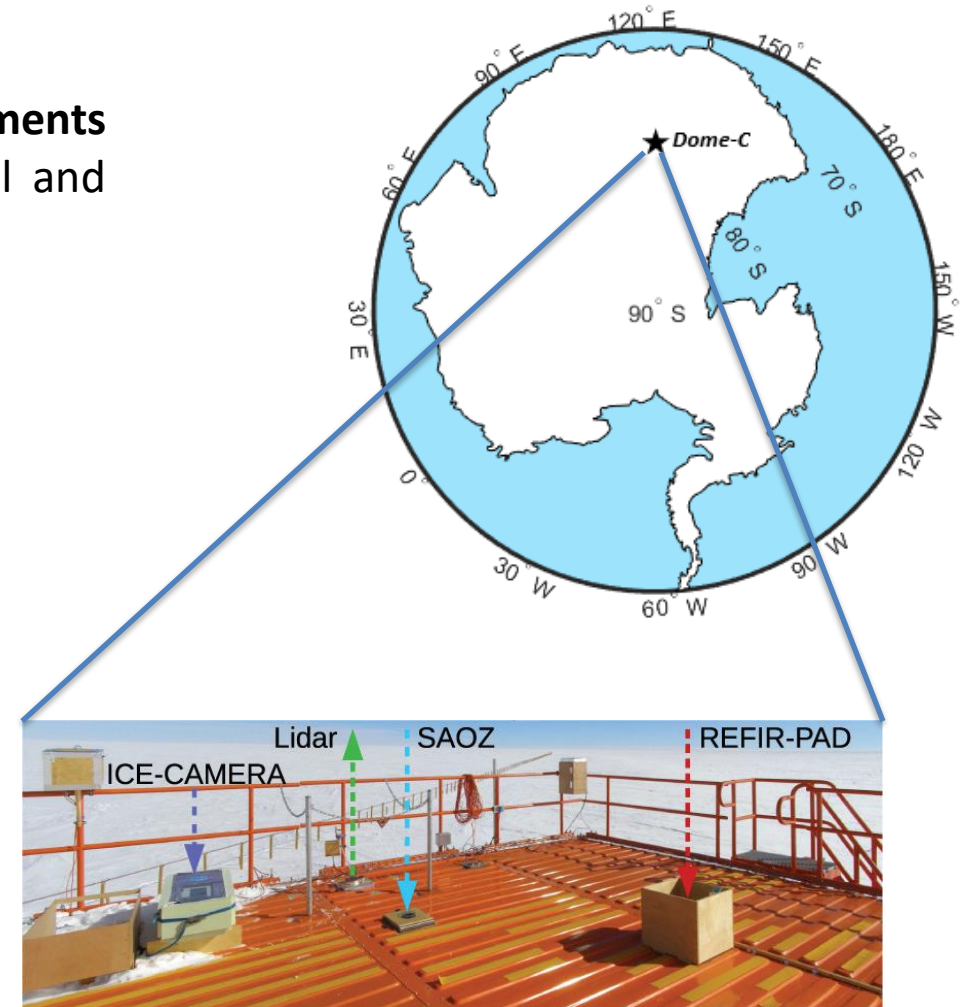 ments
l and
120° E
90° E
150° E
60° E
Dome-C
180° E
70° S
80° S
30° E
90° S
150° W
0°
120° W
30° W
90° W
60° W
Lidar
SAOZ
REFIR-PAD
ICE-CAMERA